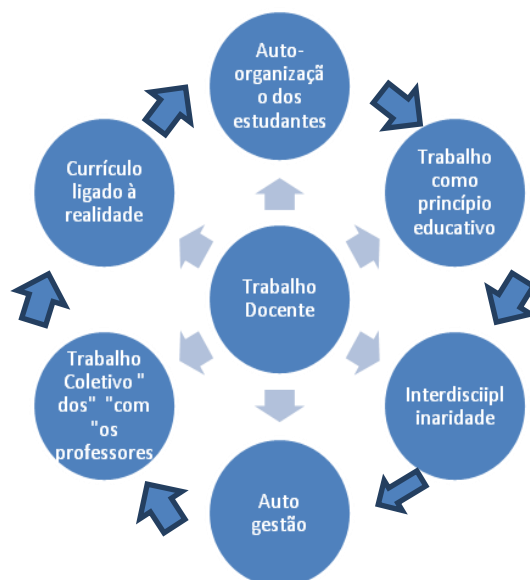 Auto-
organizaçã
o dos
estudantes
Trabalho
como
princípio
educativo
Interdisciipl
inaridade
Auto
gestão
Trabalho
Coletivo "
dos" "com
"os
professores
Currículo
ligado à
realidade
Trabalho
Docente